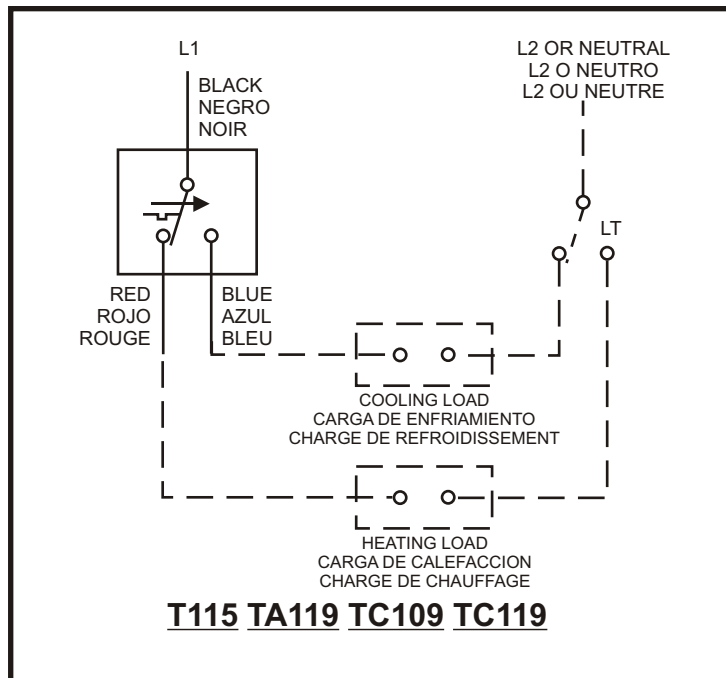 L1
BLACK
NEGRO
NOIR
L2 OR NEUTRAL
L2 O NEUTRO
L2 OU NEUTRE
LT
RED
ROJO
ROUGE
BLUE
AZUL
BLEU
COOLING LOAD
CARGA DE ENFRIAMIENTO
CHARGE DE REFROIDISSEMENT
HEATING LOAD
CARGA DE CALEFACCION
CHARGE DE CHAUFFAGE
T115 TA119 TC109 TC119